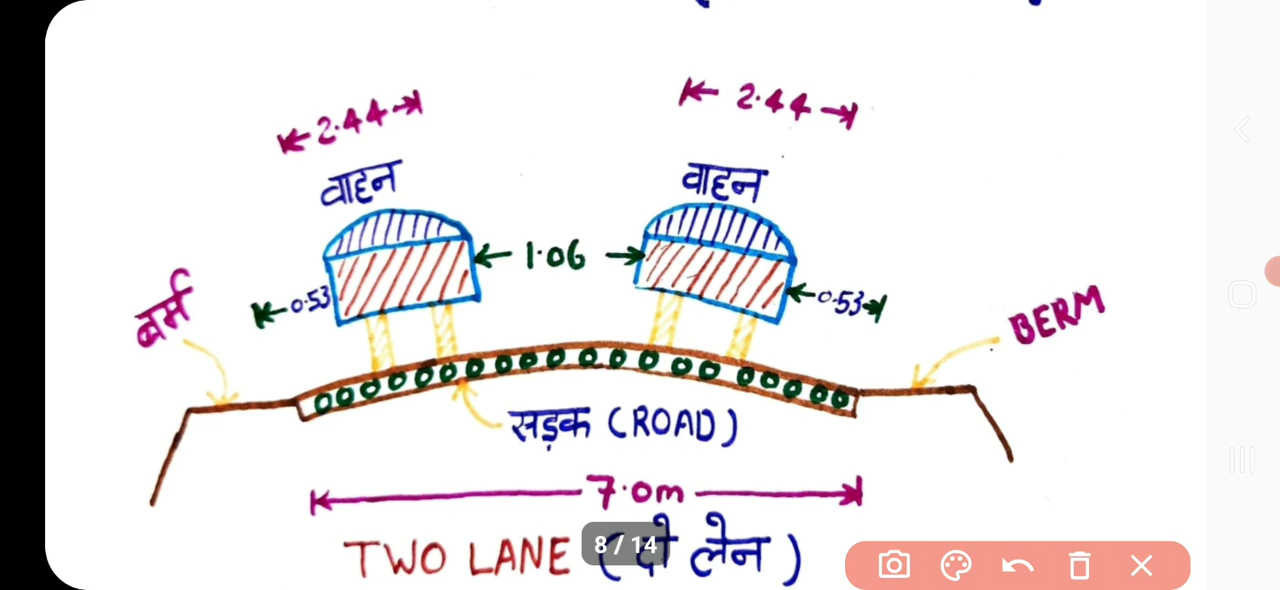 2.44 2.44
वाहन वाहन
1.06
0.53 0.53
बर्म BERM
सड़क (ROAD)
7.0m
TWO LANE (दो लेन)
8 / 14